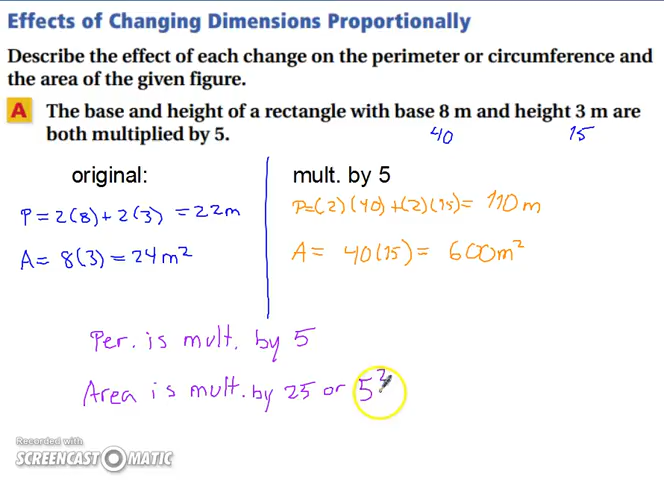 Effects of Changing Dimensions Proportionally
Describe the effect of each change on the perimeter or circumference and
the area of the given figure.
A The base and height of a rectangle with base 8 m and height 3 m are
both multiplied by 5.
40 15
original:
P = 2(8) + 2(3) = 22m
A = 8(3) = 24m²
mult. by 5
P=(2)(40)+(2)(15)= 110m
A = 40(15) = 600m²
Per. is mult. by 5
Area is mult. by 25 or 5²
Recorded with
SCREENCAST O MATIC